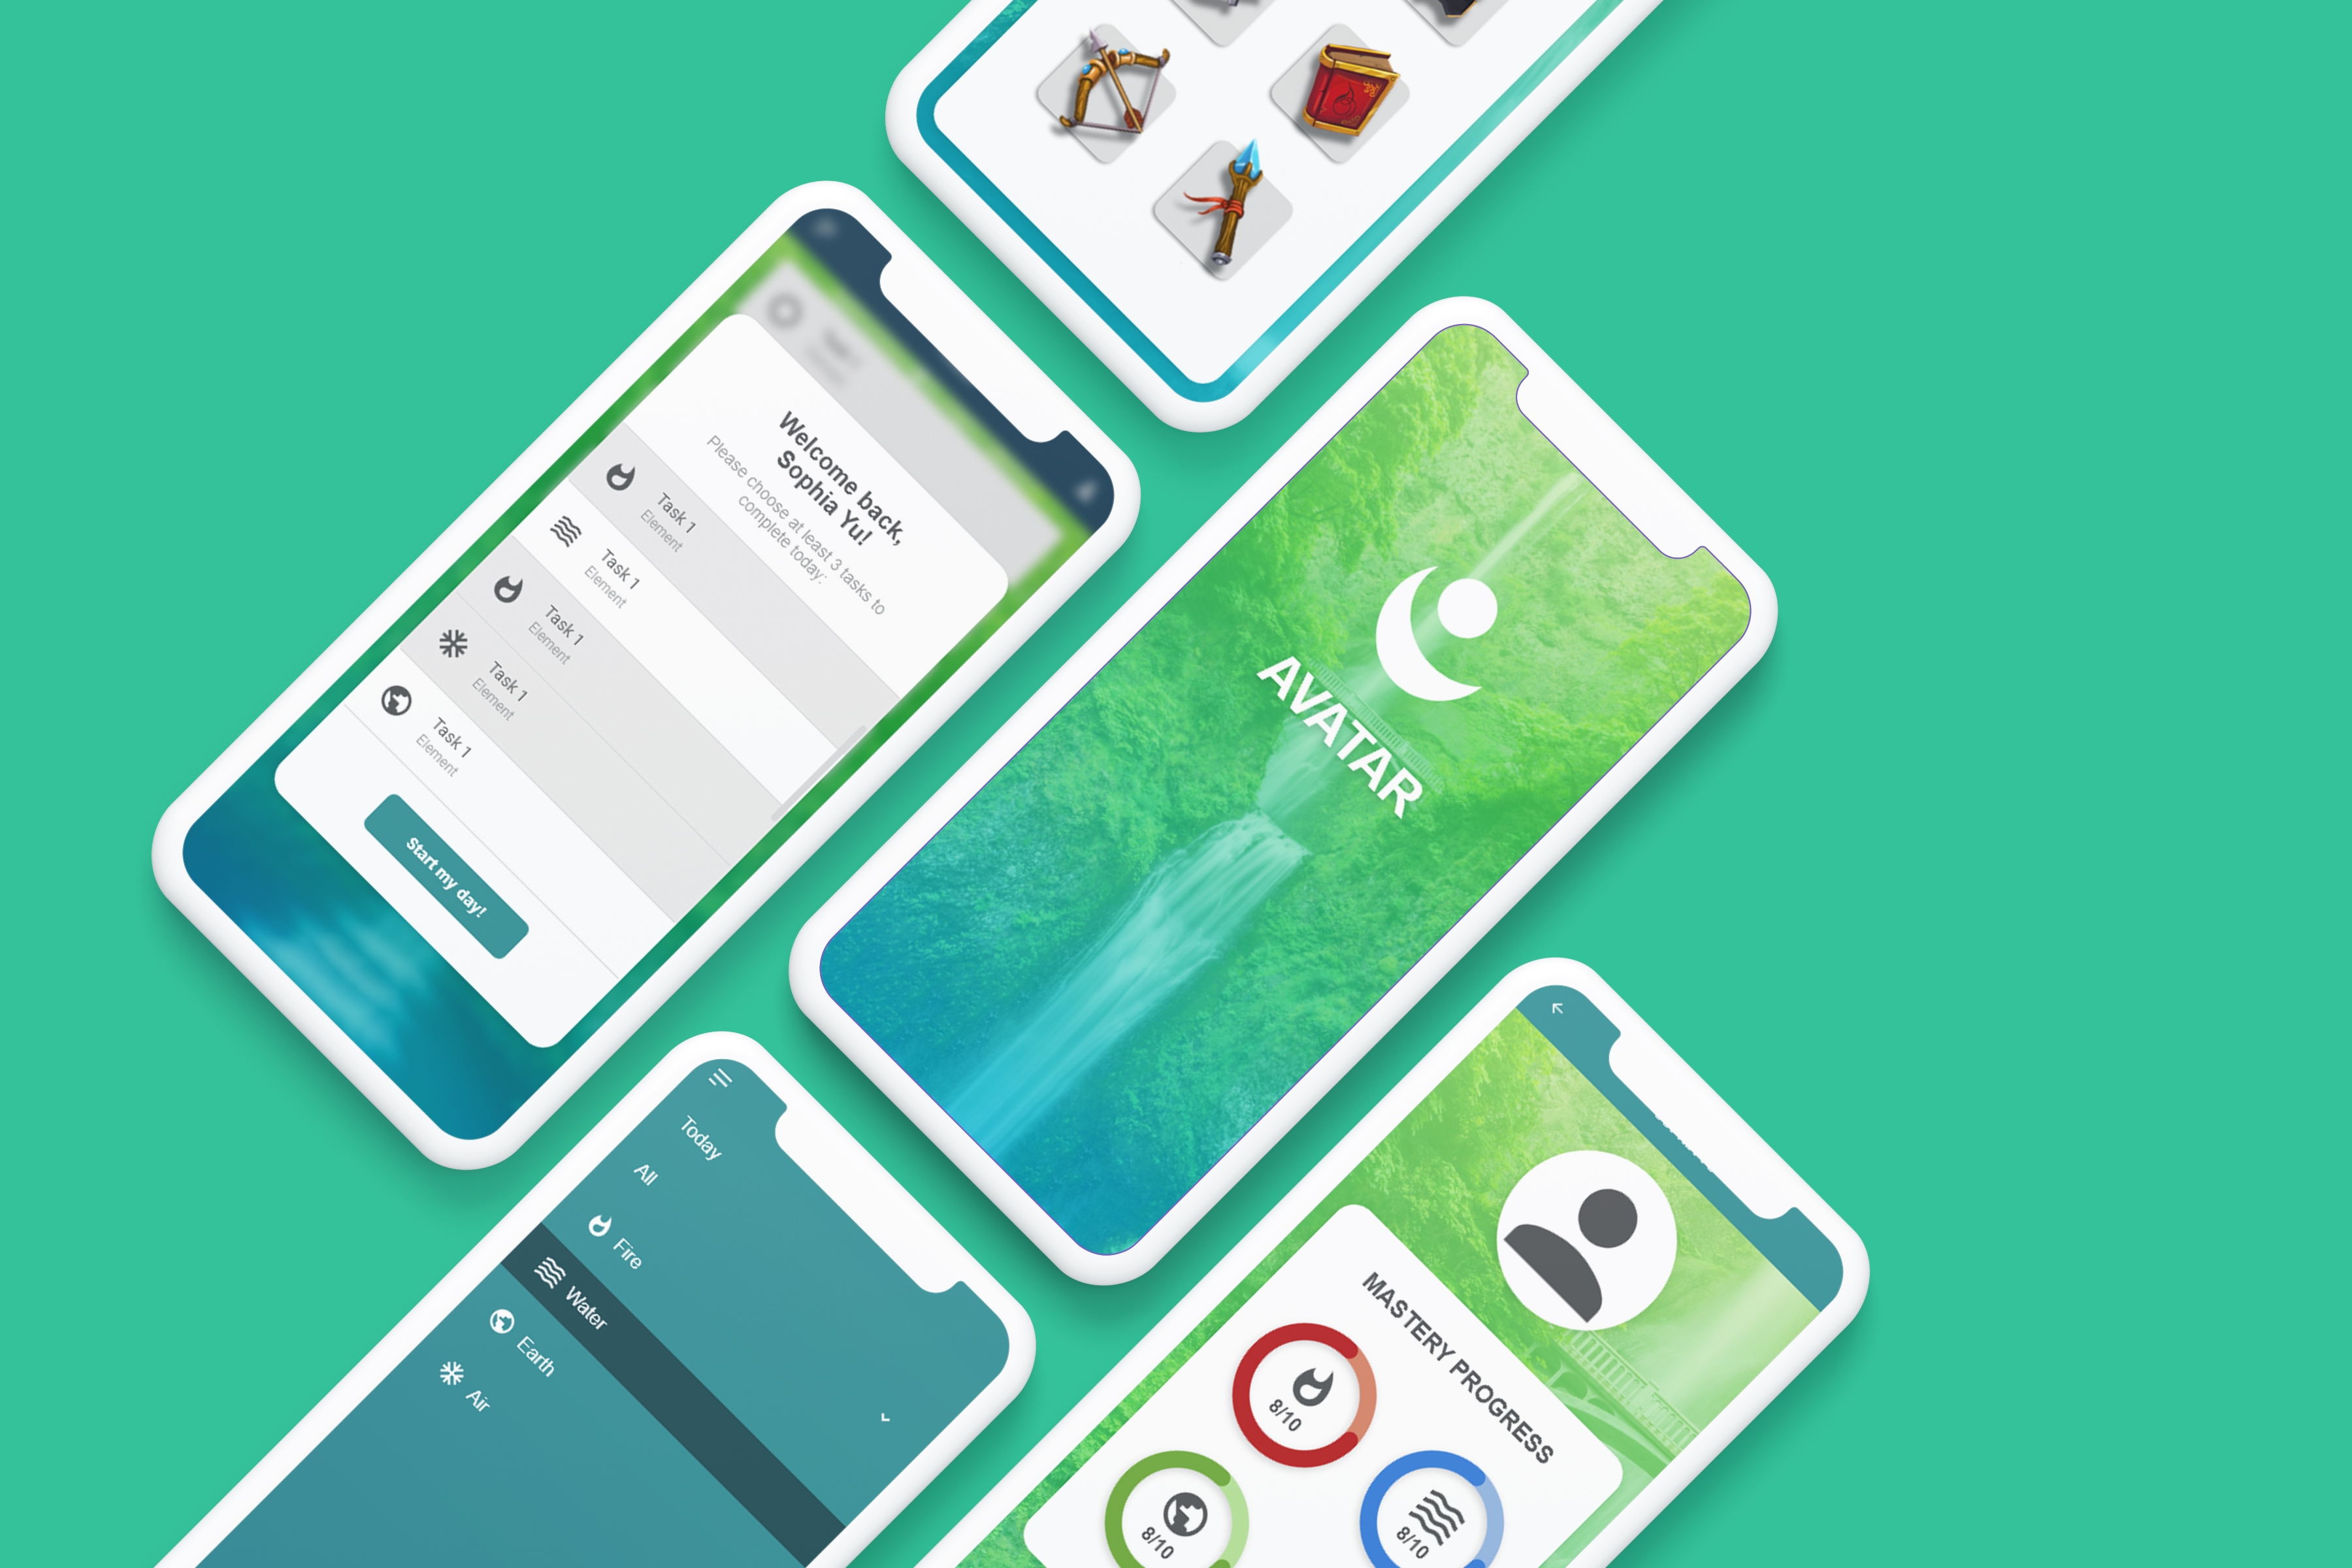 Welcome back,
Sophia Yu!
Please choose at least 3 tasks to
complete today:
Task 1
Element
Task 1
Element
Task 1
Element
Task 1
Element
Task 1
Element
Start my day!
AVATAR
Today
All
Fire
Water
Earth
Air
MASTERY PROGRESS
8/10
8/10
8/10